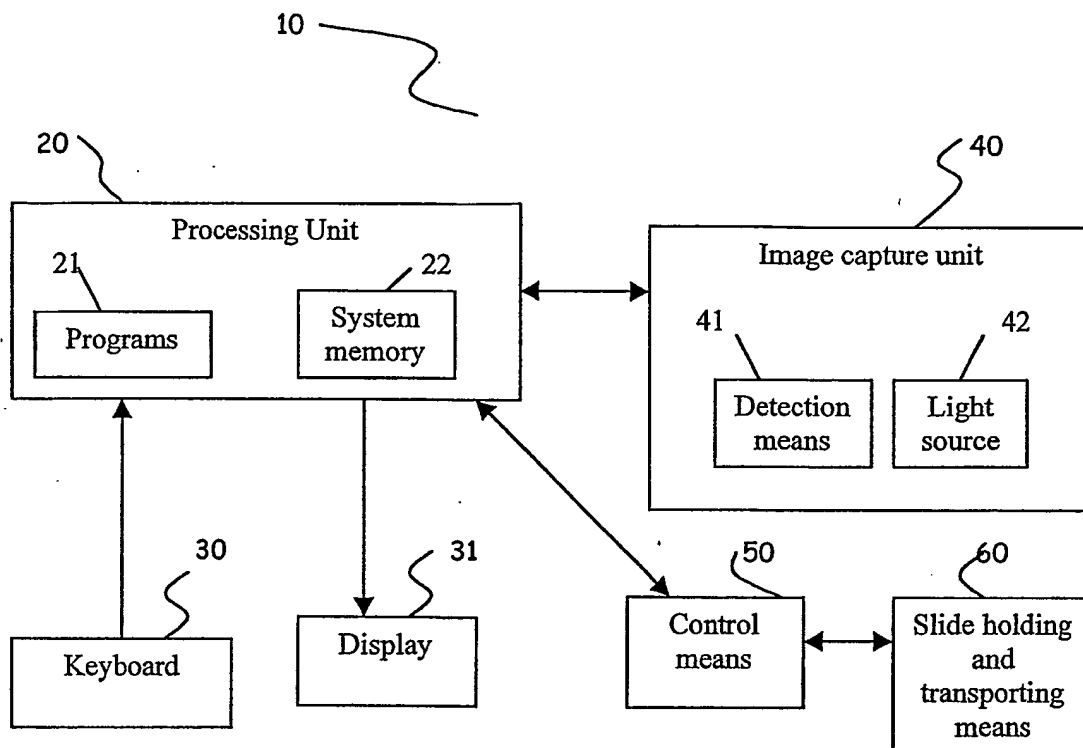 10
20
40
Processing Unit
Image capture unit
21
22
Programs
System
memory
41
42
Detection
means
Light
source
30
31
50
60
Keyboard
Display
Control
means
Slide holding
and
transporting
means